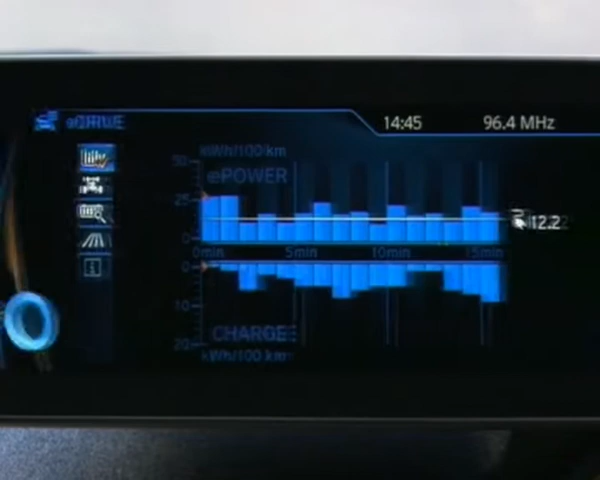 eDRIVE
14:45
96.4 MHz
kWh/100 km
50
ePOWER
25
12.2
0
0min
5min
10min
15min
0
10
CHARGE
20
kWh/100 km